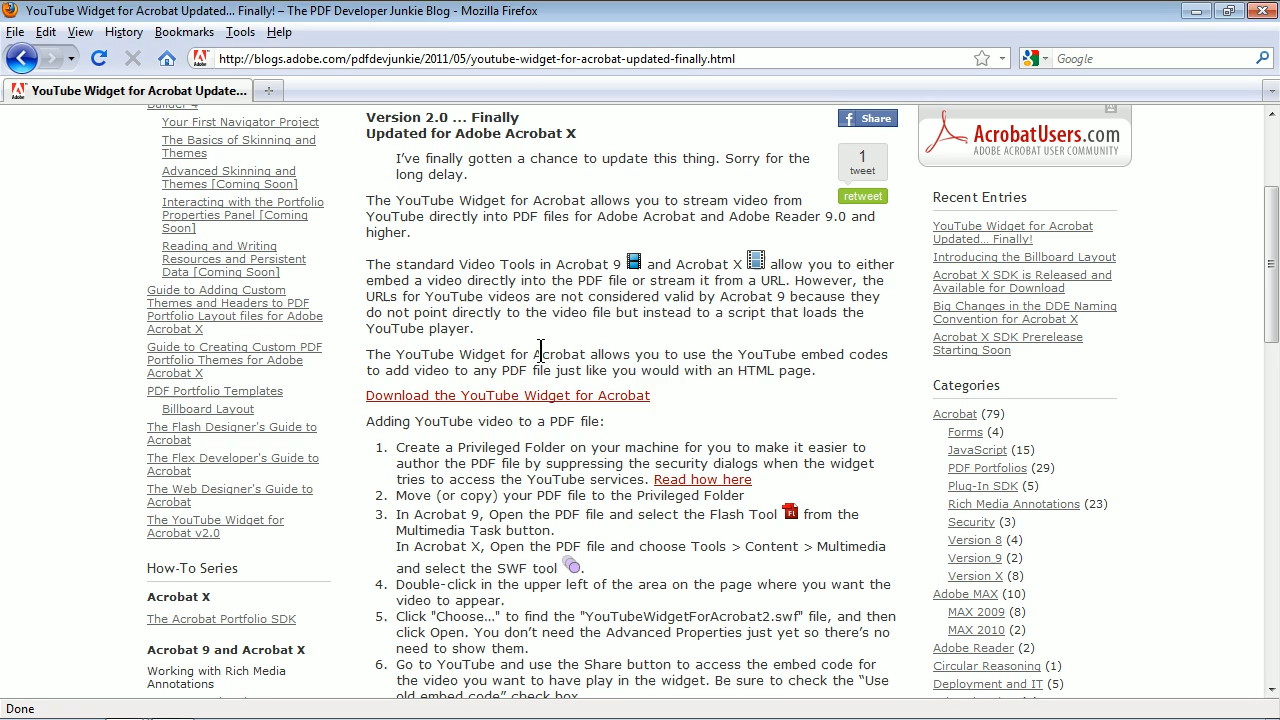 YouTube Widget for Acrobat Updated... Finally! – The PDF Developer Junkie Blog - Mozilla Firefox
File Edit View History Bookmarks Tools Help
http://blogs.adobe.com/pdfdevjunkie/2011/05/youtube-widget-for-acrobat-updated-finally.html
Google
YouTube Widget for Acrobat Update...
Builder 4
Your First Navigator Project
The Basics of Skinning and
Themes
Advanced Skinning and
Themes [Coming Soon]
Interacting with the Portfolio
Properties Panel [Coming
Soon]
Reading and Writing
Resources and Persistent
Data [Coming Soon]
Guide to Adding Custom
Themes and Headers to PDF
Portfolio Layout files for Adobe
Acrobat X
Guide to Creating Custom PDF
Portfolio Themes for Adobe
Acrobat X
PDF Portfolio Templates
Billboard Layout
The Flash Designer's Guide to
Acrobat
The Flex Developer's Guide to
Acrobat
The Web Designer's Guide to
Acrobat
The YouTube Widget for
Acrobat v2.0
How-To Series
Acrobat X
The Acrobat Portfolio SDK
Acrobat 9 and Acrobat X
Working with Rich Media
Annotations
Version 2.0 ... Finally
Updated for Adobe Acrobat X
I've finally gotten a chance to update this thing. Sorry for the
long delay.
The YouTube Widget for Acrobat allows you to stream video from
YouTube directly into PDF files for Adobe Acrobat and Adobe Reader 9.0 and
higher.
The standard Video Tools in Acrobat 9 and Acrobat X allow you to either
embed a video directly into the PDF file or stream it from a URL. However, the
URLs for YouTube videos are not considered valid by Acrobat 9 because they
do not point directly to the video file but instead to a script that loads the
YouTube player.
The YouTube Widget for Acrobat allows you to use the YouTube embed codes
to add video to any PDF file just like you would with an HTML page.
Download the YouTube Widget for Acrobat
Adding YouTube video to a PDF file:
1. Create a Privileged Folder on your machine for you to make it easier to
author the PDF file by suppressing the security dialogs when the widget
tries to access the YouTube services. Read how here
2. Move (or copy) your PDF file to the Privileged Folder
3. In Acrobat 9, Open the PDF file and select the Flash Tool from the
Multimedia Task button.
In Acrobat X, Open the PDF file and choose Tools > Content > Multimedia
and select the SWF tool .
4. Double-click in the upper left of the area on the page where you want the
video to appear.
5. Click "Choose..." to find the "YouTubeWidgetForAcrobat2.swf" file, and then
click Open. You don't need the Advanced Properties just yet so there's no
need to show them.
6. Go to YouTube and use the Share button to access the embed code for
the video you want to have play in the widget. Be sure to check the "Use
old embed code" check box.
Share
1
tweet
retweet
AcrobatUsers.com
ADOBE ACROBAT USER COMMUNITY
Recent Entries
YouTube Widget for Acrobat
Updated... Finally!
Introducing the Billboard Layout
Acrobat X SDK is Released and
Available for Download
Big Changes in the DDE Naming
Convention for Acrobat X
Acrobat X SDK Prerelease
Starting Soon
Categories
Acrobat (79)
Forms (4)
JavaScript (15)
PDF Portfolios (29)
Plug-In SDK (5)
Rich Media Annotations (23)
Security (3)
Version 8 (4)
Version 9 (2)
Version X (8)
Adobe MAX (10)
MAX 2009 (8)
MAX 2010 (2)
Adobe Reader (2)
Circular Reasoning (1)
Deployment and IT (5)
Done